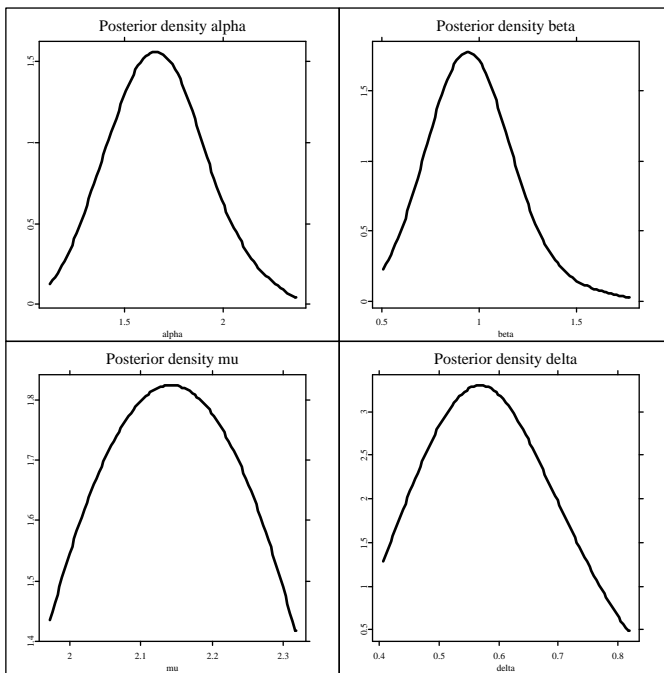 Posterior density alpha
1.5
1
0.5
0
1.5 2
alpha
Posterior density beta
1.5
1
0.5
0
0.5 1 1.5
beta
Posterior density mu
1.8
1.7
1.6
1.5
1.4
2 2.1 2.2 2.3
mu
Posterior density delta
3
2.5
2
1.5
1
0.5
0.4 0.5 0.6 0.7 0.8
delta